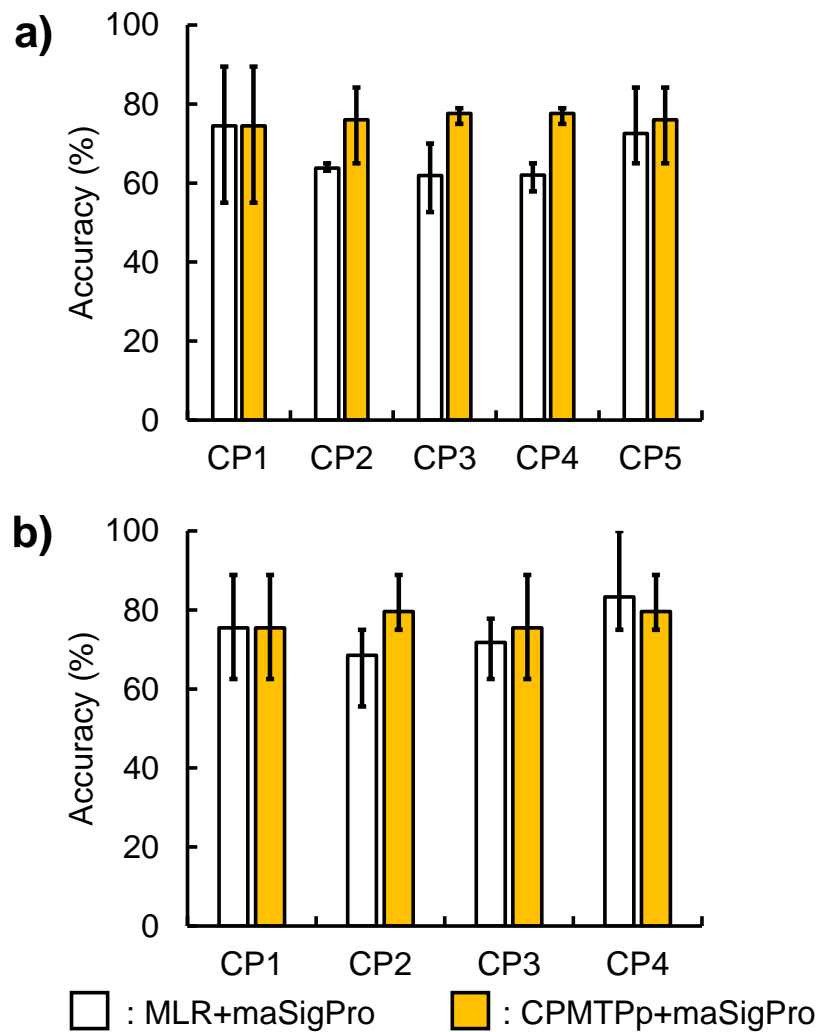 a)
Accuracy (%)
100
80
60
40
20
0
CP1 CP2 CP3 CP4 CP5
b)
Accuracy (%)
100
80
60
40
20
0
CP1 CP2 CP3 CP4
: MLR+maSigPro : CPMTPp+maSigPro